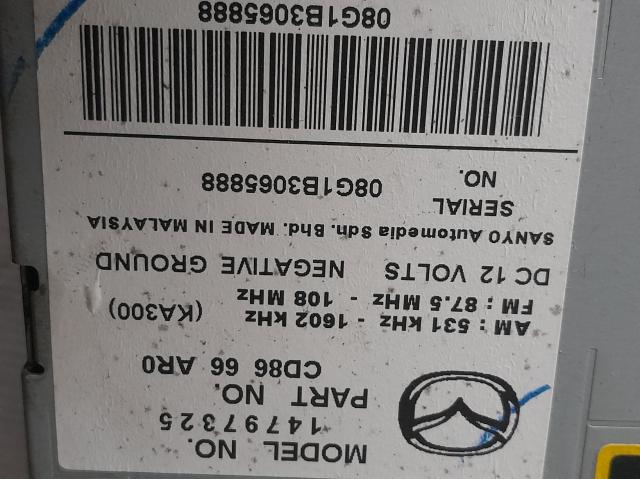 MODEL NO.
14797325
PART NO.
CD86 66 AR0
AM : 531 kHz - 1602 kHz
FM : 87.5 MHz - 108 MHz
(KA300)
DC 12 VOLTS NEGATIVE GROUND
SANYO Automedia Sdn. Bhd. MADE IN MALAYSIA
SERIAL
NO. 08G1B3065888
08G1B3065888